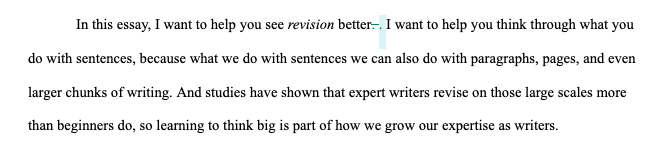 In this essay, I want to help you see revision better:. I want to help you think through what you
do with sentences, because what we do with sentences we can also do with paragraphs, pages, and even
larger chunks of writing. And studies have shown that expert writers revise on those large scales more
than beginners do, so learning to think big is part of how we grow our expertise as writers.